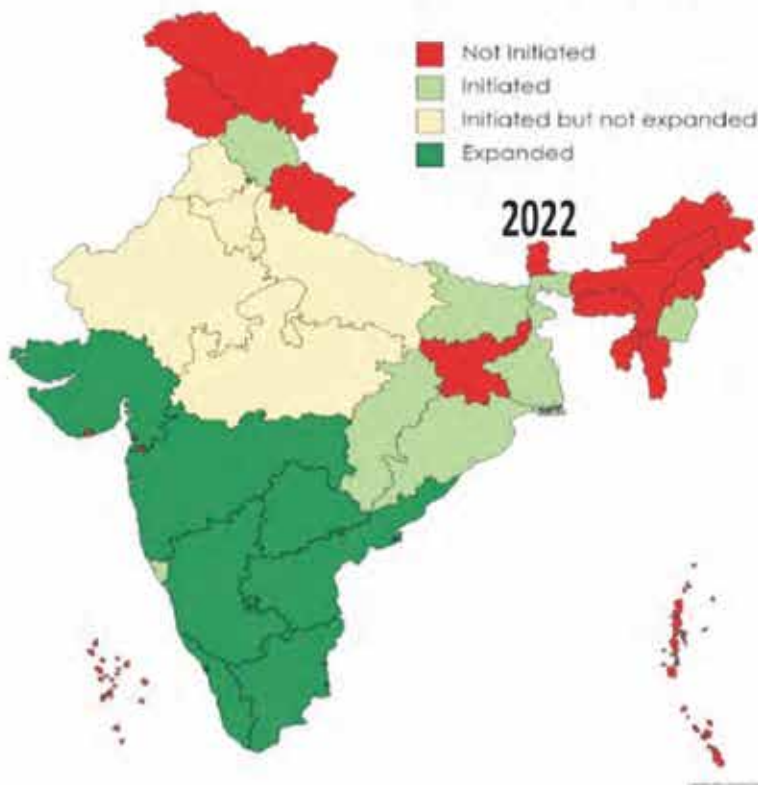 Not Initiated
Initiated
Initiated but not expanded
Expanded
2022